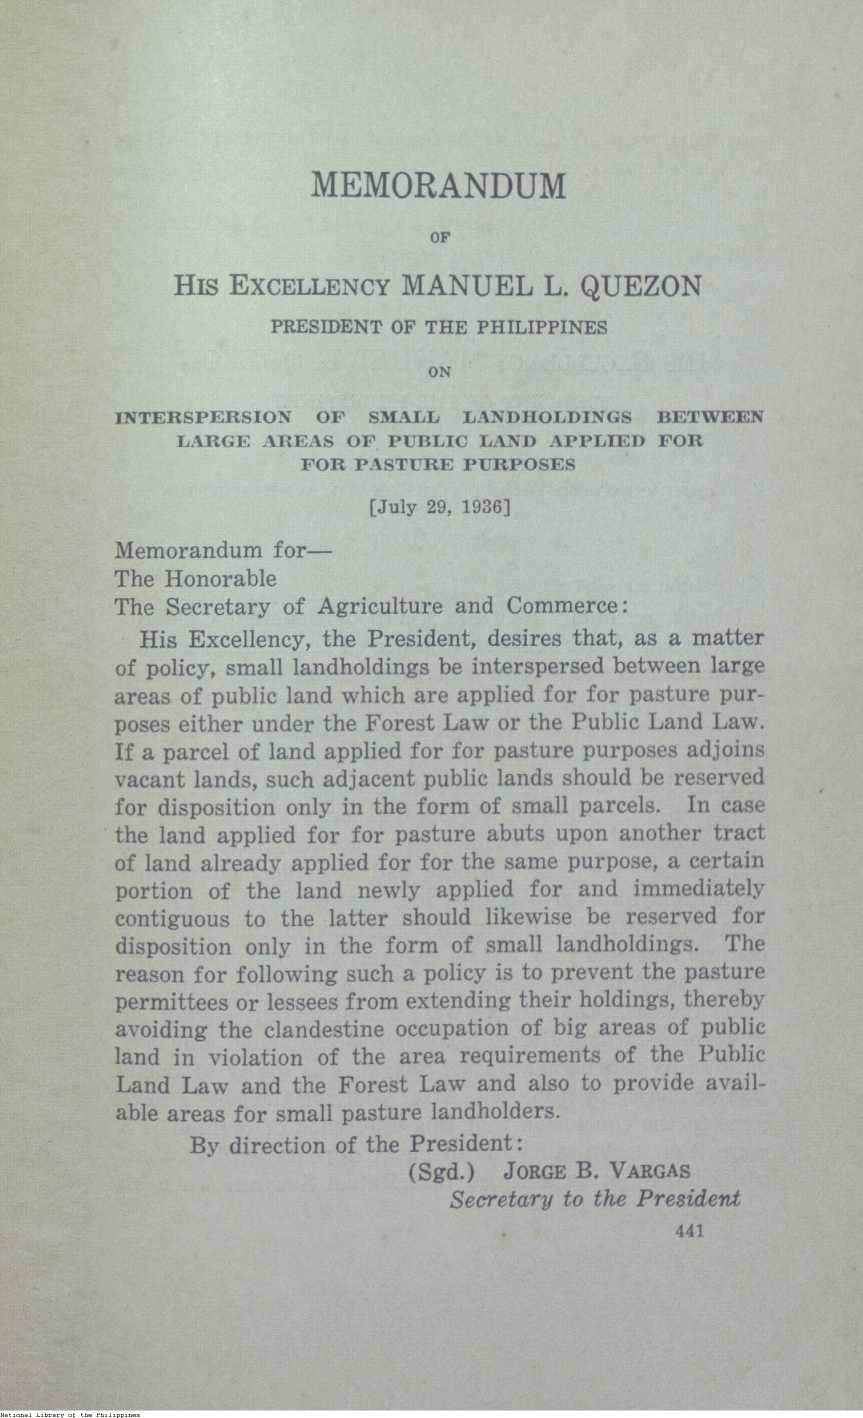 MEMORANDUM
OF
HIS EXCELLENCY MANUEL L. QUEZON
PRESIDENT OF THE PHILIPPINES
ON
INTERSPERSION OF SMALL LANDHOLDINGS BETWEEN
LARGE AREAS OF PUBLIC LAND APPLIED FOR
FOR PASTURE PURPOSES
[July 29, 1936]
Memorandum for—
The Honorable
The Secretary of Agriculture and Commerce:
His Excellency, the President, desires that, as a matter
of policy, small landholdings be interspersed between large
areas of public land which are applied for for pasture pur-
poses either under the Forest Law or the Public Land Law.
If a parcel of land applied for for pasture purposes adjoins
vacant lands, such adjacent public lands should be reserved
for disposition only in the form of small parcels. In case
the land applied for for pasture abuts upon another tract
of land already applied for for the same purpose, a certain
portion of the land newly applied for and immediately
contiguous to the latter should likewise be reserved for
disposition only in the form of small landholdings. The
reason for following such a policy is to prevent the pasture
permittees or lessees from extending their holdings, thereby
avoiding the clandestine occupation of big areas of public
land in violation of the area requirements of the Public
Land Law and the Forest Law and also to provide avail-
able areas for small pasture landholders.
By direction of the President:
(Sgd.) JORGE B. VARGAS
Secretary to the President
441
National Library of the Philippines